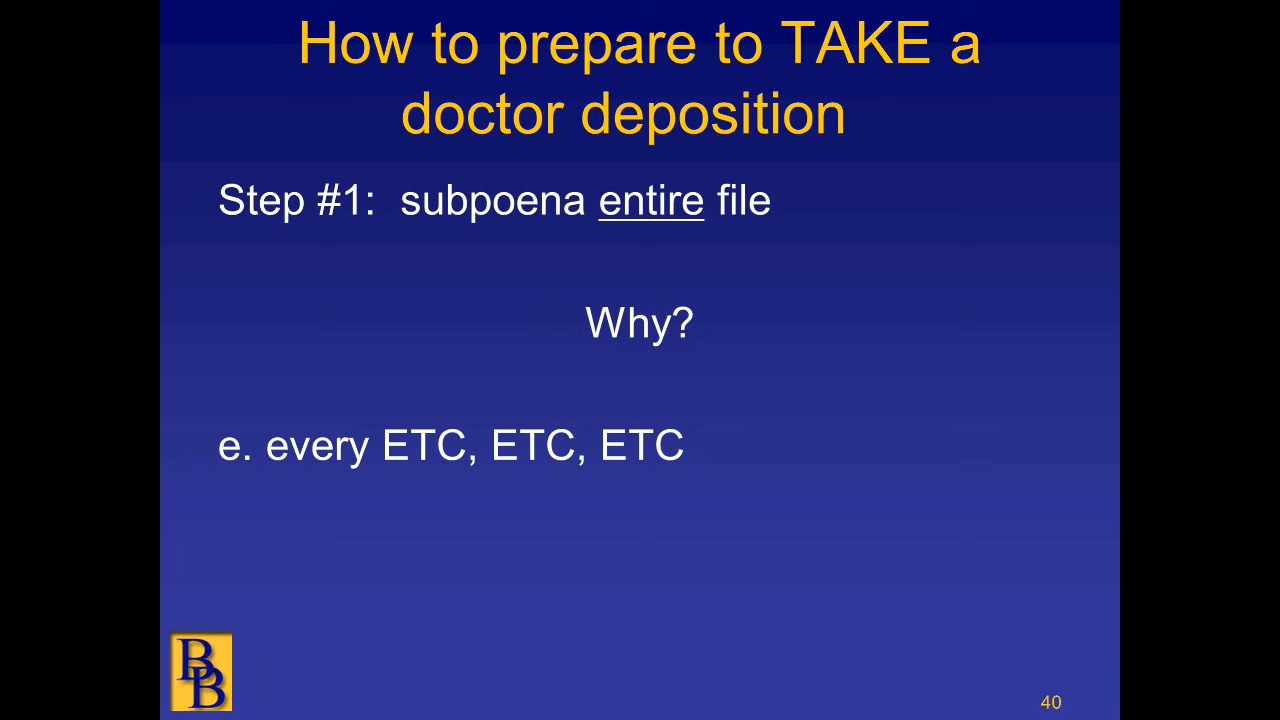 How to prepare to TAKE a
doctor deposition
Step #1: subpoena entire file
Why?
e. every ETC, ETC, ETC
BB
40